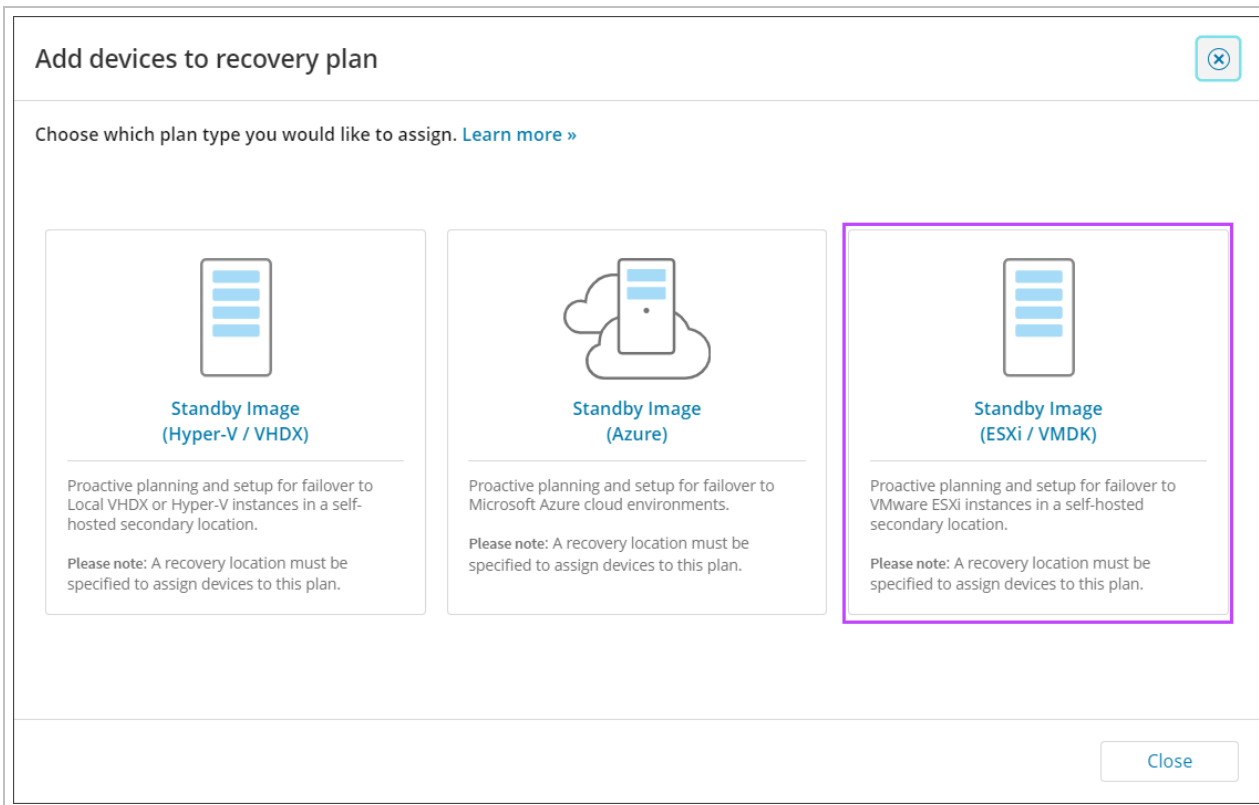 Add devices to recovery plan
Choose which plan type you would like to assign. Learn more »
Standby Image
(Hyper-V / VHDX)
Proactive planning and setup for failover to
Local VHDX or Hyper-V instances in a self-
hosted secondary location.
Please note: A recovery location must be
specified to assign devices to this plan.
Standby Image
(Azure)
Proactive planning and setup for failover to
Microsoft Azure cloud environments.
Please note: A recovery location must be
specified to assign devices to this plan.
Standby Image
(ESXi / VMDK)
Proactive planning and setup for failover to
VMware ESXi instances in a self-hosted
secondary location.
Please note: A recovery location must be
specified to assign devices to this plan.
Close